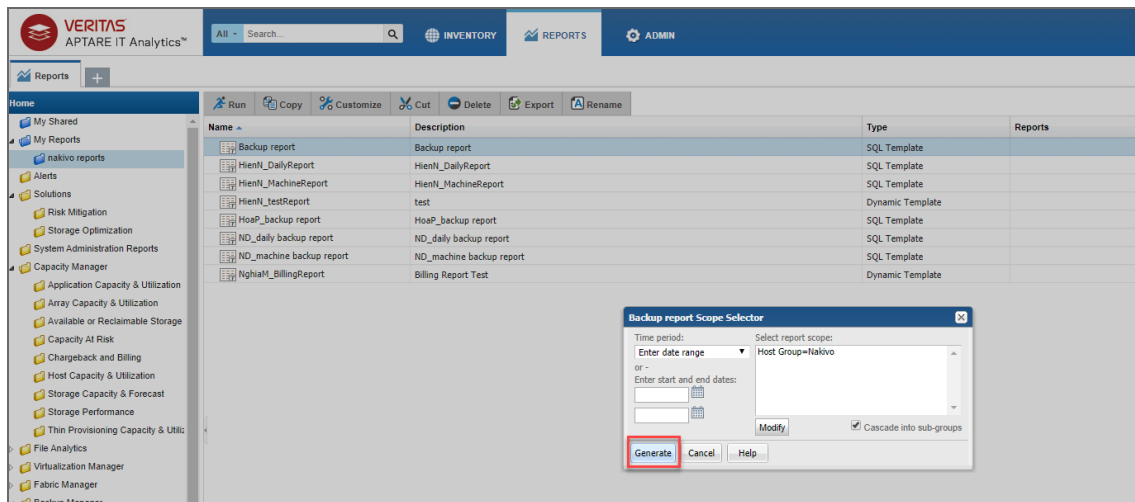 VERITAS
APTARE IT Analytics™
All - Search...
INVENTORY
REPORTS
ADMIN
Reports
+
Home
Run Copy Customize Cut Delete Export Rename
My Shared
My Reports
nakivo reports
Alerts
Solutions
Risk Mitigation
Storage Optimization
System Administration Reports
Capacity Manager
Application Capacity & Utilization
Array Capacity & Utilization
Available or Reclaimable Storage
Capacity At Risk
Chargeback and Billing
Host Capacity & Utilization
Storage Capacity & Forecast
Storage Performance
Thin Provisioning Capacity & Utiliz
File Analytics
Virtualization Manager
Fabric Manager
Backup Manager
Name Description Type Reports
Backup report Backup report SQL Template
HienN_DailyReport HienN_DailyReport SQL Template
HienN_MachineReport HienN_MachineReport SQL Template
HienN_testReport test Dynamic Template
HoaP_backup report HoaP_backup report SQL Template
ND_daily backup report ND_daily backup report SQL Template
ND_machine backup report ND_machine backup report SQL Template
NghiaM_BillingReport Billing Report Test Dynamic Template
Backup report Scope Selector
Time period: Select report scope:
Enter date range Host Group=Nakivo
or -
Enter start and end dates:
Modify Cascade into sub-groups
Generate Cancel Help